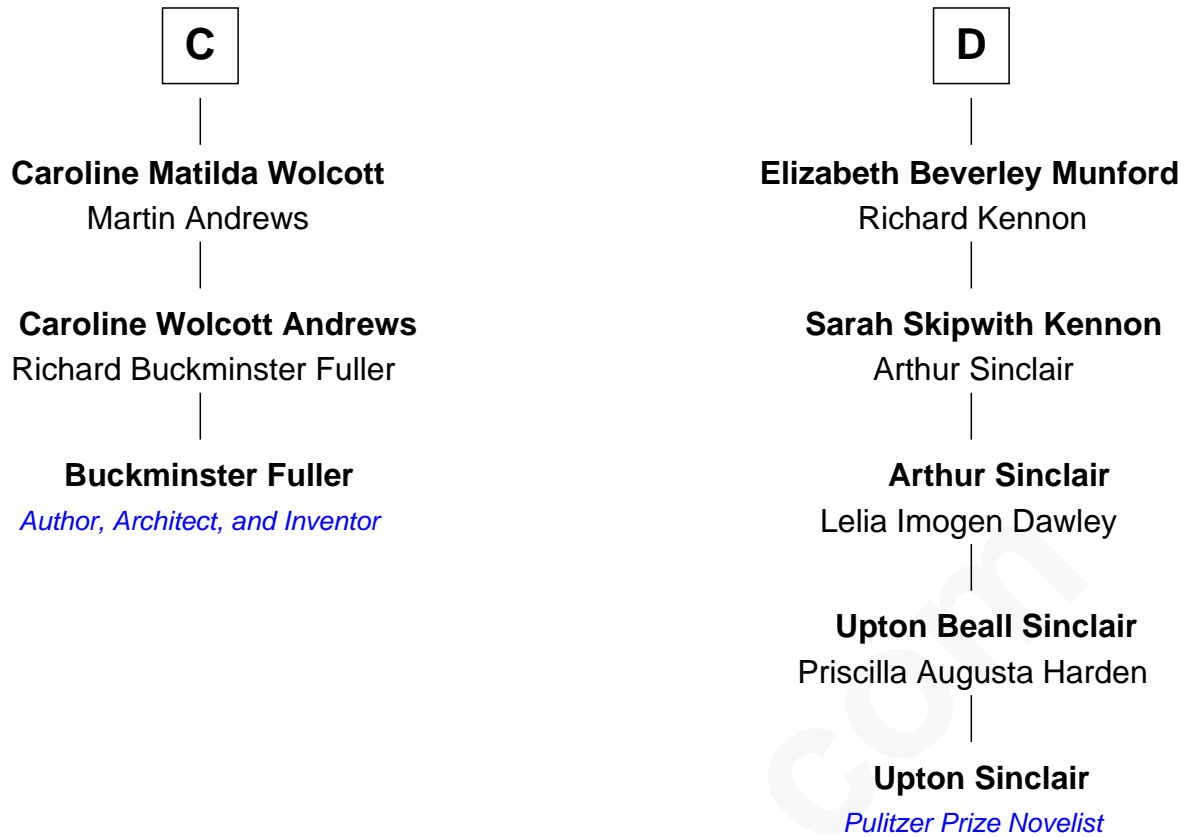 C
Caroline Matilda Wolcott
Martin Andrews
Caroline Wolcott Andrews
Richard Buckminster Fuller
Buckminster Fuller
Author, Architect, and Inventor
D
Elizabeth Beverley Munford
Richard Kennon
Sarah Skipwith Kennon
Arthur Sinclair
Arthur Sinclair
Lelia Imogen Dawley
Upton Beall Sinclair
Priscilla Augusta Harden
Upton Sinclair
Pulitzer Prize Novelist
com